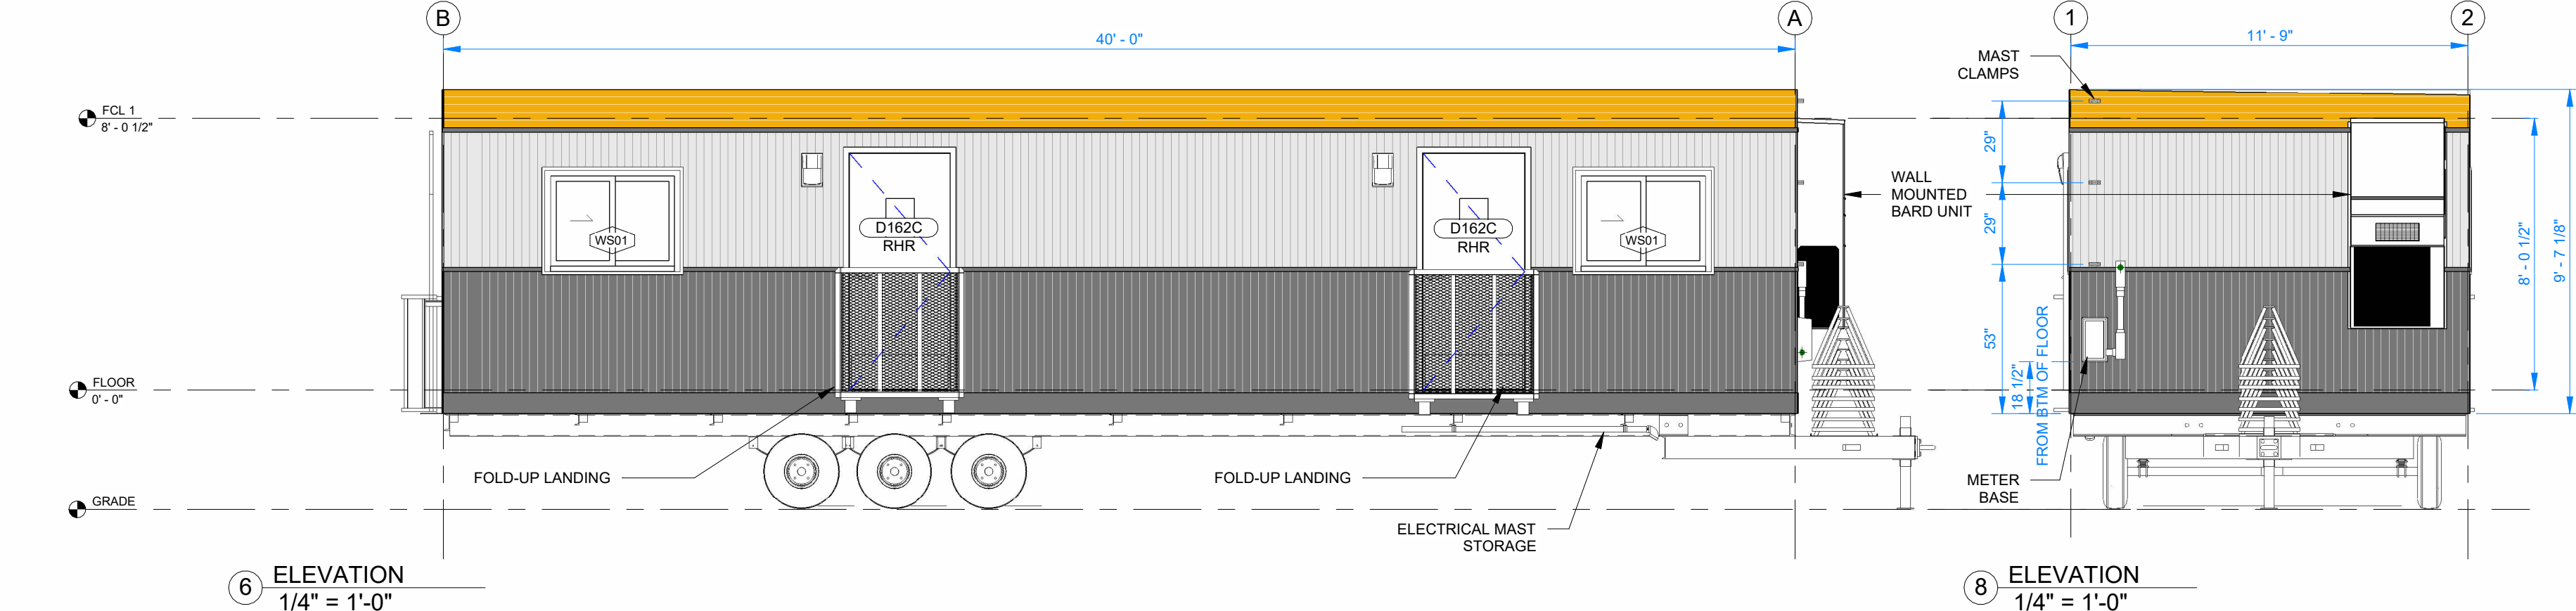 B
A
1
2
40' - 0"
11' - 9"
MAST
CLAMPS
FCL 1
8' - 0 1/2"
29"
WALL
MOUNTED
BARD UNIT
29"
D162C
RHR
D162C
RHR
WS01
WS01
8' - 0 1/2"
9' - 7 1/8"
53"
18 1/2"
FROM BTM OF FLOOR
FLOOR
0' - 0"
FOLD-UP LANDING
FOLD-UP LANDING
METER
BASE
GRADE
ELECTRICAL MAST
STORAGE
6
ELEVATION
1/4" = 1'-0"
8
ELEVATION
1/4" = 1'-0"